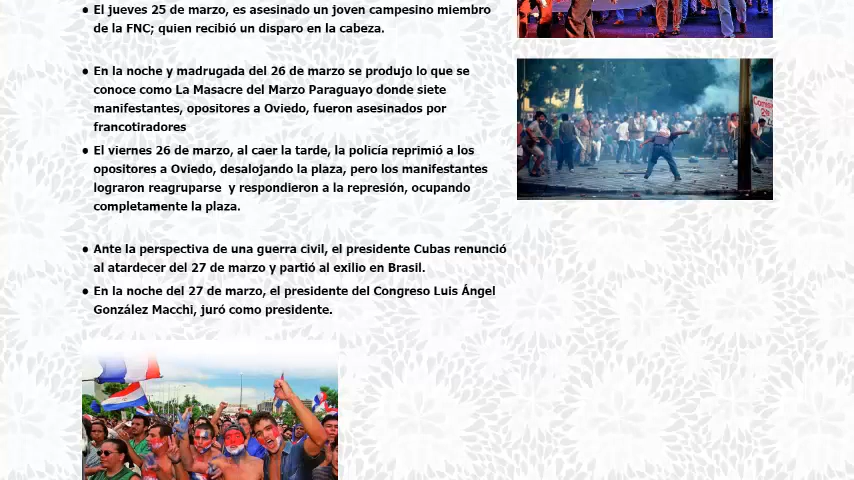 ● El jueves 25 de marzo, es asesinado un joven campesino miembro
de la FNC; quien recibió un disparo en la cabeza.
● En la noche y madrugada del 26 de marzo se produjo lo que se
conoce como La Masacre del Marzo Paraguayo donde siete
manifestantes, opositores a Oviedo, fueron asesinados por
francotiradores
● El viernes 26 de marzo, al caer la tarde, la policía reprimió a los
opositores a Oviedo, desalojando la plaza, pero los manifestantes
lograron reagruparse  y respondieron a la represión, ocupando
completamente la plaza.
● Ante la perspectiva de una guerra civil, el presidente Cubas renunció
al atardecer del 27 de marzo y partió al exilio en Brasil.
● En la noche del 27 de marzo, el presidente del Congreso Luis Ángel
González Macchi, juró como presidente.